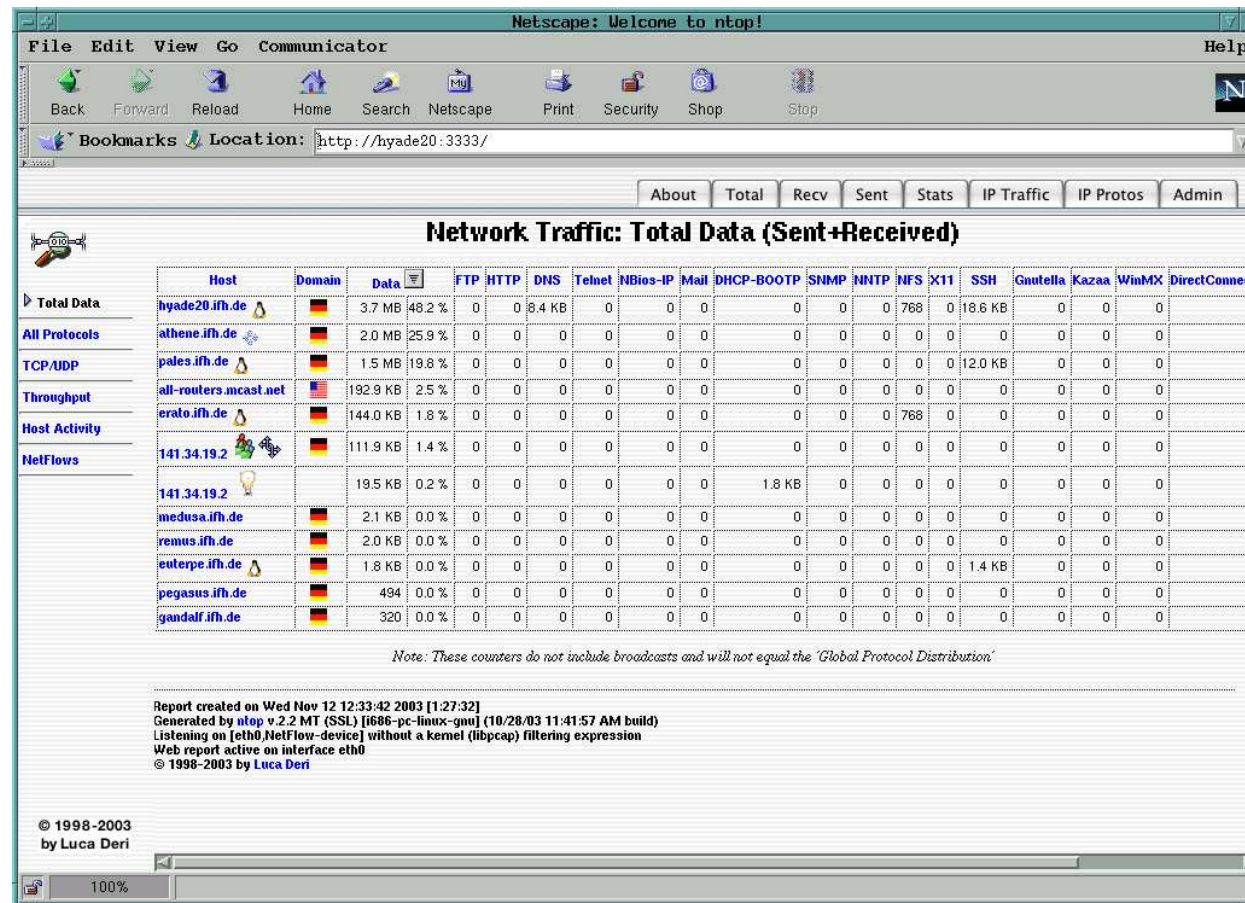 Netscape: Welcome to ntop!
File Edit View Go Communicator Help
My
Back Forward Reload Home Search Netscape Print Security Shop Stop
N
Bookmarks Location: http://hyade20:3333/
About Total Recv Sent Stats IP Traffic IP Protos Admin
010
Network Traffic: Total Data (Sent+Received)
Total Data
All Protocols
TCP/UDP
Throughput
Host Activity
NetFlows
Host Domain Data FTP HTTP DNS Telnet NBios-IP Mail DHCP-BOOTP SNMP NNTP NFS X11 SSH Gnutella Kazaa WinMX DirectConne
hyade20.ifh.de 3.7 MB 48.2 % 0 0 8.4 KB 0 0 0 0 0 0 768 0 18.6 KB 0 0 0
athene.ifh.de 2.0 MB 25.9 % 0 0 0 0 0 0 0 0 0 0 0 0 0 0 0
pales.ifh.de 1.5 MB 19.8 % 0 0 0 0 0 0 0 0 0 0 0 12.0 KB 0 0 0
all-routers.mcast.net 192.9 KB 2.5 % 0 0 0 0 0 0 0 0 0 0 0 0 0 0 0
erato.ifh.de 144.0 KB 1.8 % 0 0 0 0 0 0 0 0 0 768 0 0 0 0 0
141.34.19.2 111.9 KB 1.4 % 0 0 0 0 0 0 0 0 0 0 0 0 0 0 0
141.34.19.2 19.5 KB 0.2 % 0 0 0 0 0 0 1.8 KB 0 0 0 0 0 0 0 0
medusa.ifh.de 2.1 KB 0.0 % 0 0 0 0 0 0 0 0 0 0 0 0 0 0 0
remus.ifh.de 2.0 KB 0.0 % 0 0 0 0 0 0 0 0 0 0 0 0 0 0 0
euterpe.ifh.de 1.8 KB 0.0 % 0 0 0 0 0 0 0 0 0 0 0 1.4 KB 0 0 0
pegasus.ifh.de 494 0.0 % 0 0 0 0 0 0 0 0 0 0 0 0 0 0 0
gandalf.ifh.de 320 0.0 % 0 0 0 0 0 0 0 0 0 0 0 0 0 0 0
Note: These counters do not include broadcasts and will not equal the 'Global Protocol Distribution'
Report created on Wed Nov 12 12:33:42 2003 [1:27:32]
Generated by ntop v.2.2 MT (SSL) [i686-pc-linux-gnu] (10/28/03 11:41:57 AM build)
Listening on [eth0,NetFlow-device] without a kernel (libpcap) filtering expression
Web report active on interface eth0
© 1998-2003 by Luca Deri
© 1998-2003
by Luca Deri
100%